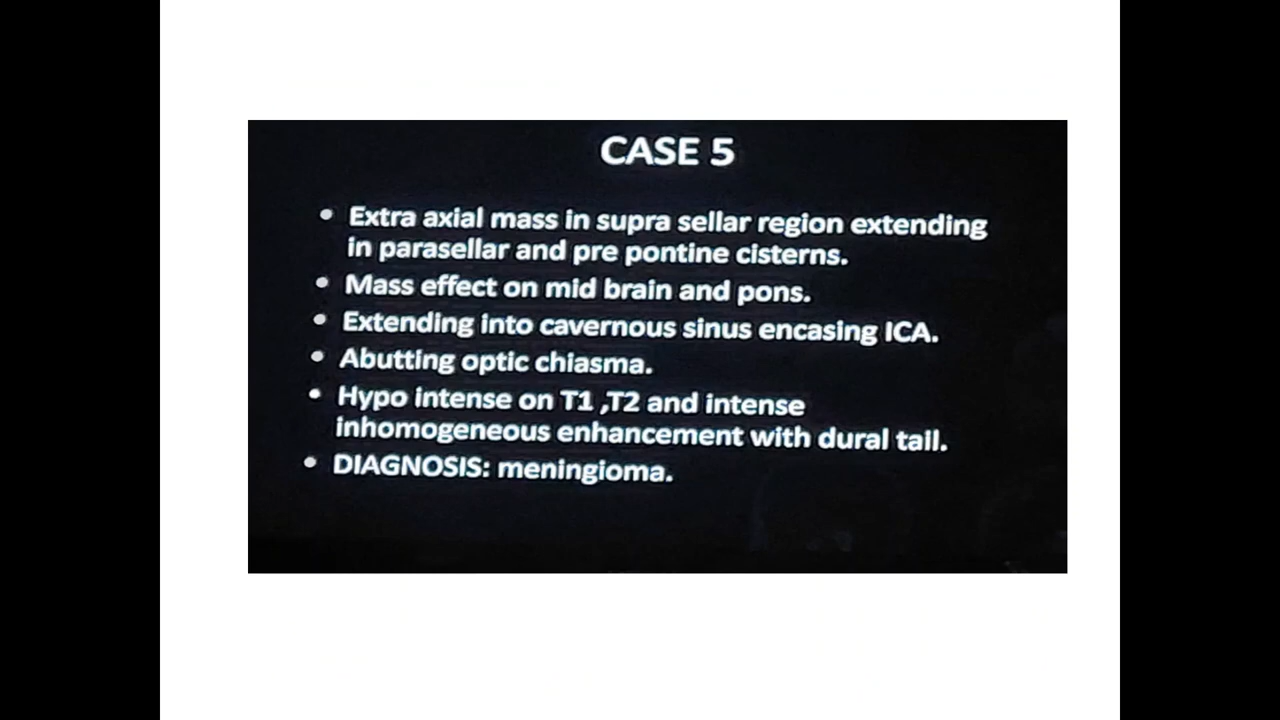 CASE 5
• Extra axial mass in supra sellar region extending
in parasellar and pre pontine cisterns.
• Mass effect on mid brain and pons.
• Extending into cavernous sinus encasing ICA.
• Abutting optic chiasma.
• Hypo intense on T1 ,T2 and intense
inhomogeneous enhancement with dural tail.
• DIAGNOSIS: meningioma.